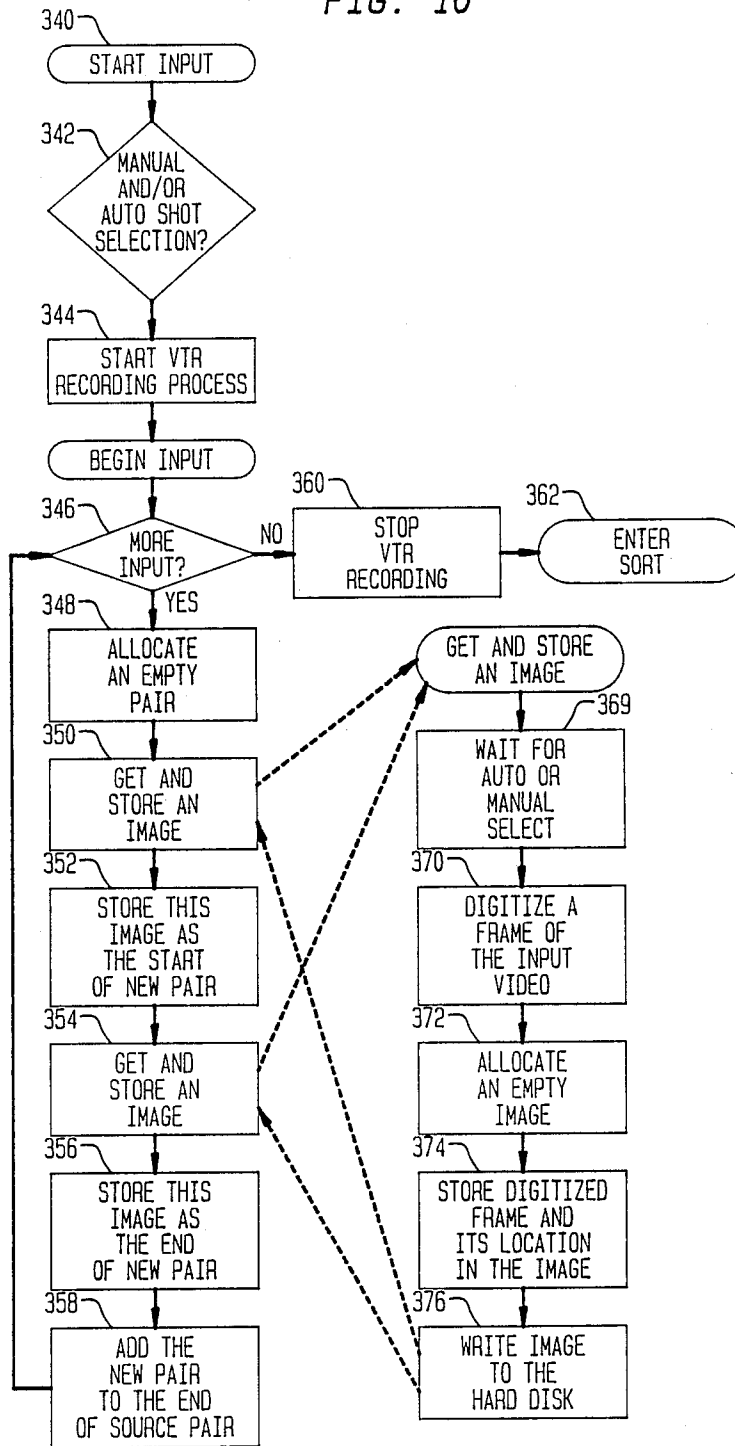 FIG. 10
340
START INPUT
342
MANUAL
AND/OR
AUTO SHOT
SELECTION?
344
START VTR
RECORDING PROCESS
BEGIN INPUT
346
MORE
INPUT?
NO
YES
360
STOP
VTR
RECORDING
362
ENTER
SORT
348
ALLOCATE
AN EMPTY
PAIR
350
GET AND
STORE AN
IMAGE
352
STORE THIS
IMAGE AS
THE START
OF NEW PAIR
354
GET AND
STORE AN
IMAGE
356
STORE THIS
IMAGE AS
THE END
OF NEW PAIR
358
ADD THE
NEW PAIR
TO THE END
OF SOURCE PAIR
GET AND STORE
AN IMAGE
369
WAIT FOR
AUTO OR
MANUAL
SELECT
370
DIGITIZE A
FRAME OF
THE INPUT
VIDEO
372
ALLOCATE
AN EMPTY
IMAGE
374
STORE DIGITIZED
FRAME AND
ITS LOCATION
IN THE IMAGE
376
WRITE IMAGE
TO THE
HARD DISK